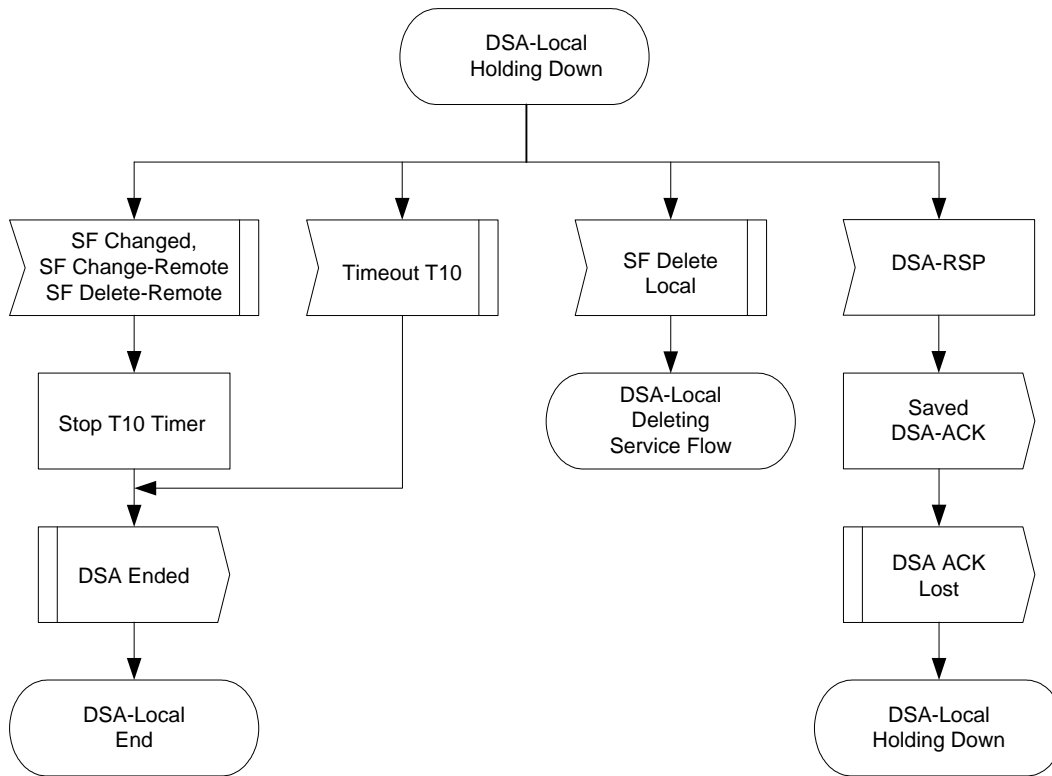 DSA-Local
Holding Down
SF Changed,
SF Change-Remote
SF Delete-Remote
Timeout T10
SF Delete
Local
DSA-RSP
Stop T10 Timer
DSA-Local
Deleting
Service Flow
Saved
DSA-ACK
DSA Ended
DSA ACK
Lost
DSA-Local
End
DSA-Local
Holding Down